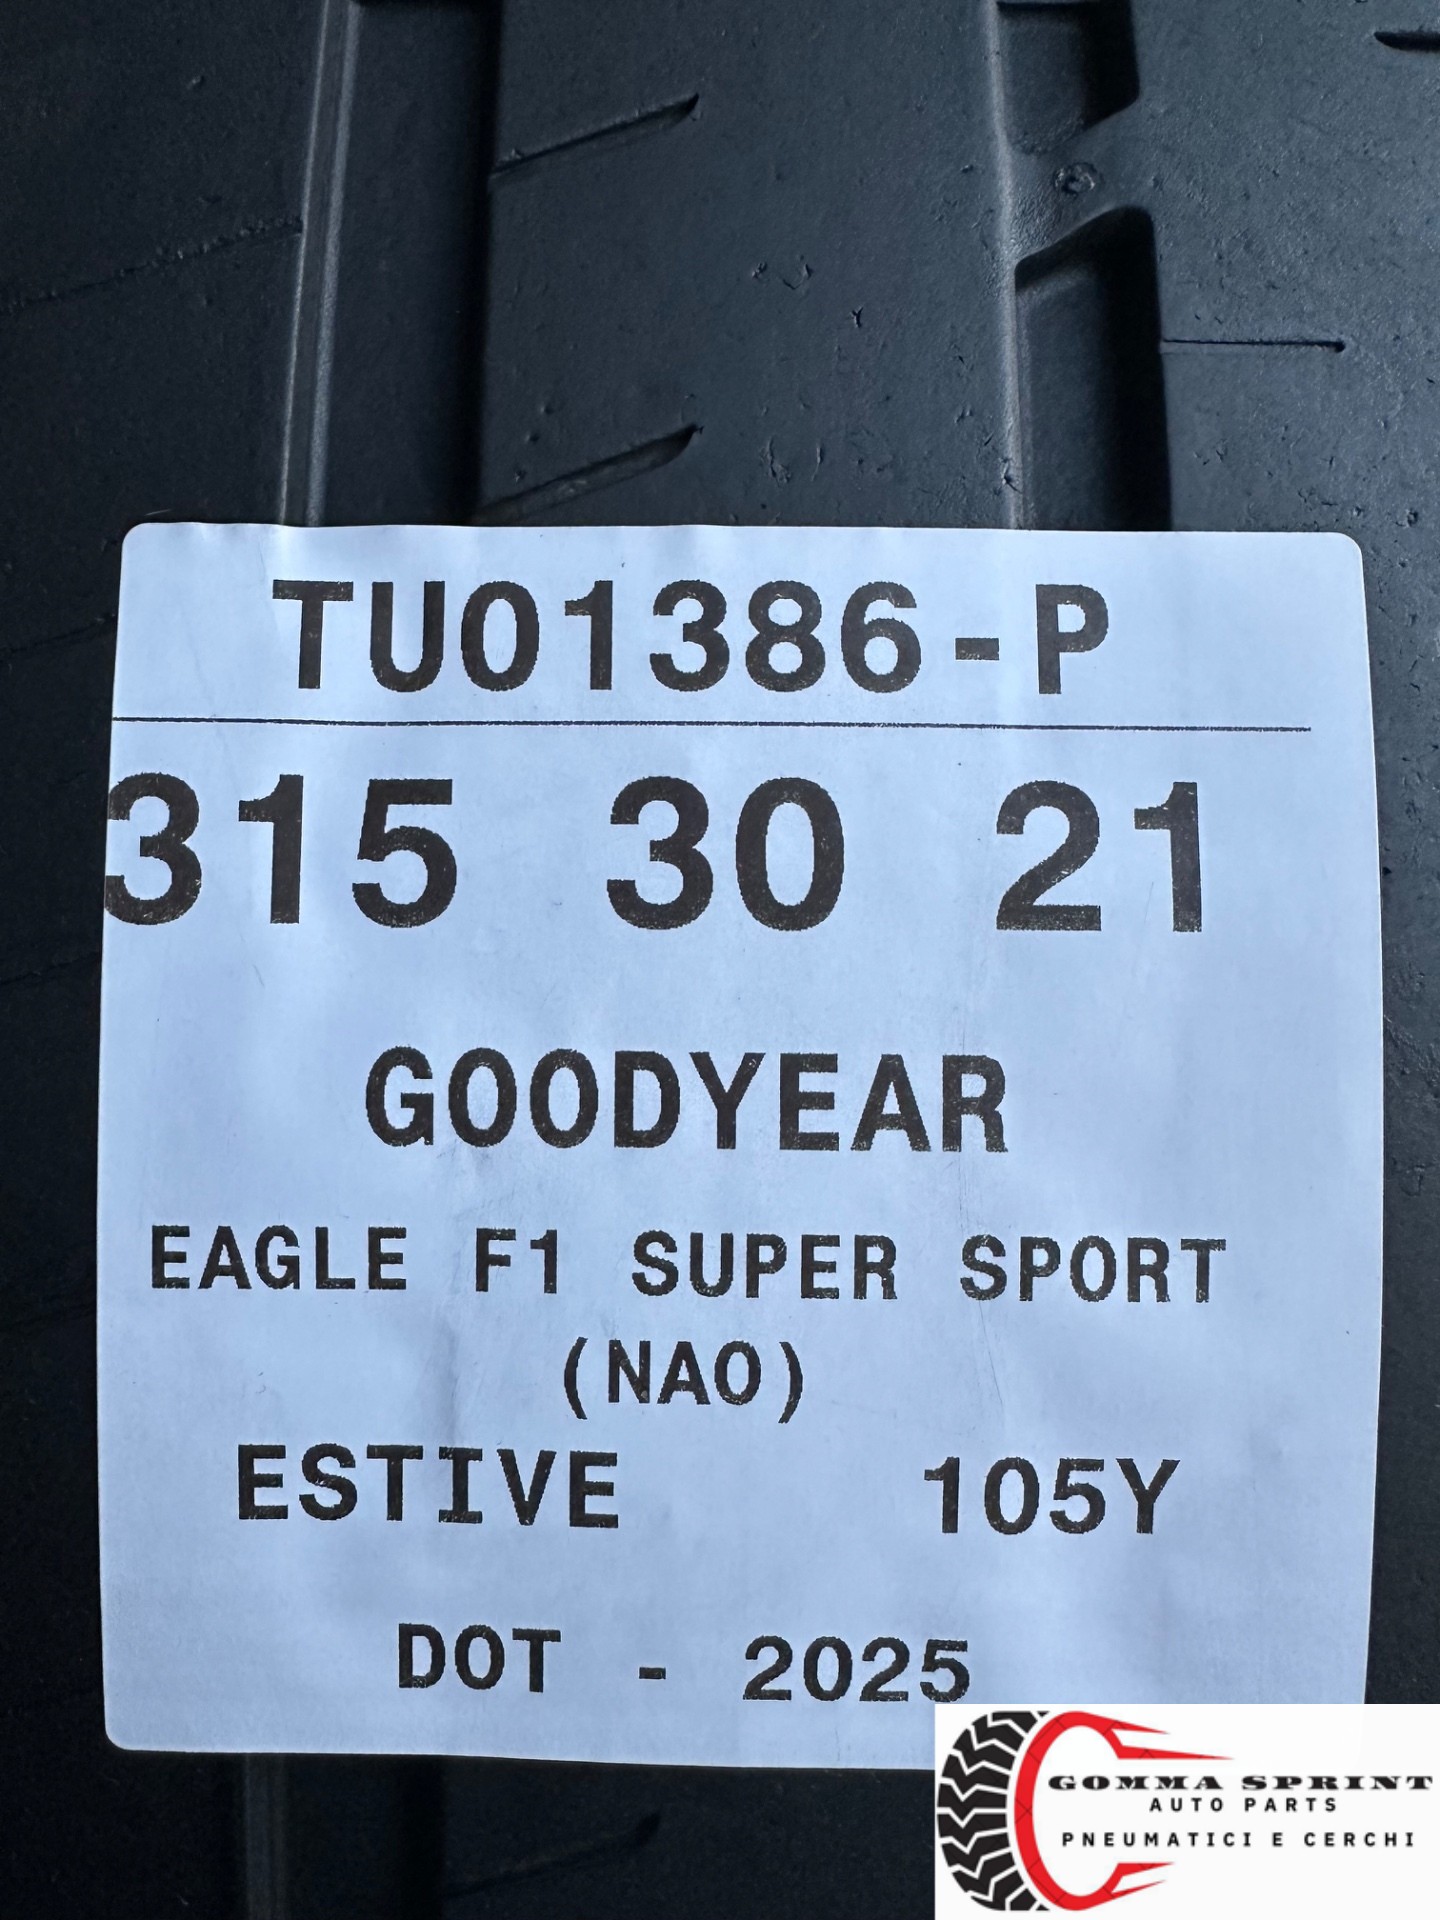 TU01386-P
315 30 21
GOODYEAR
EAGLE F1 SUPER SPORT
(NA0)
ESTIVE 105Y
DOT - 2025
GOMMA SPRINT
AUTO PARTS
PNEUMATICI E CERCHI